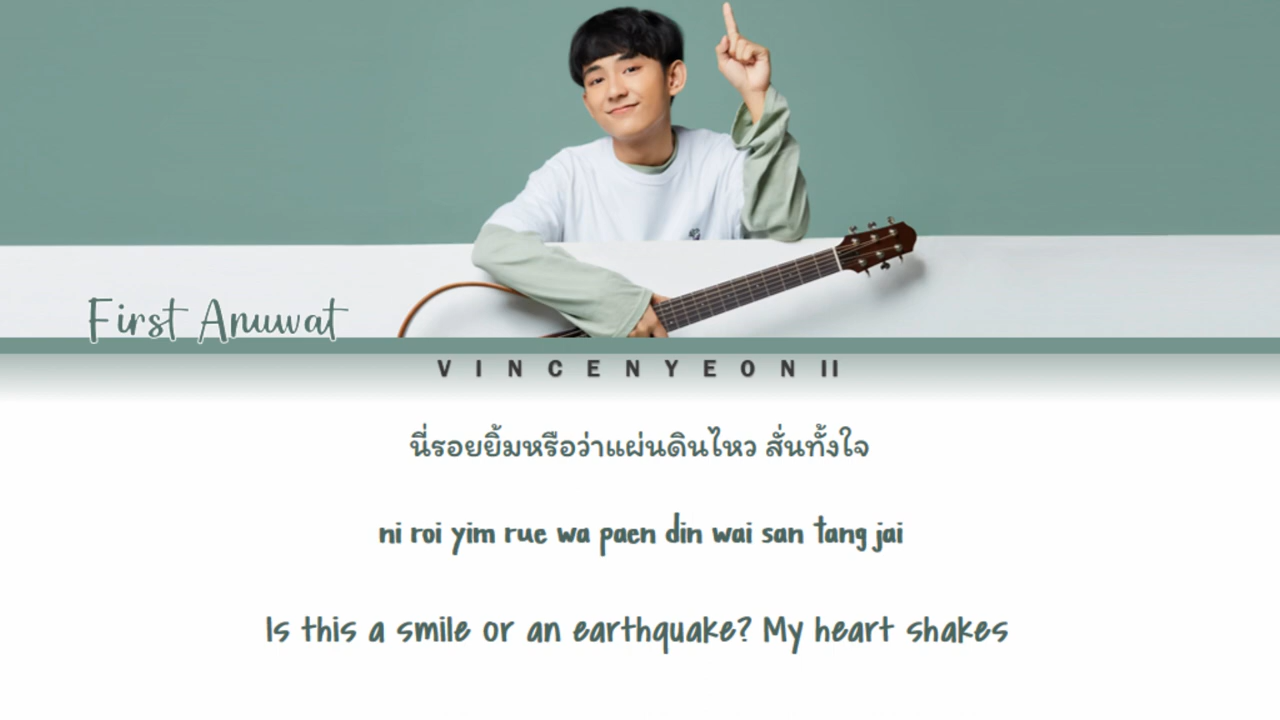 First Anuwat
VINCENYEONII
นี่รอยยิ้มหรือว่าแผ่นดินไหว สั่นทั้งใจ
ni roi yim rue wa paen din wai san tang jai
Is this a smile or an earthquake? My heart shakes